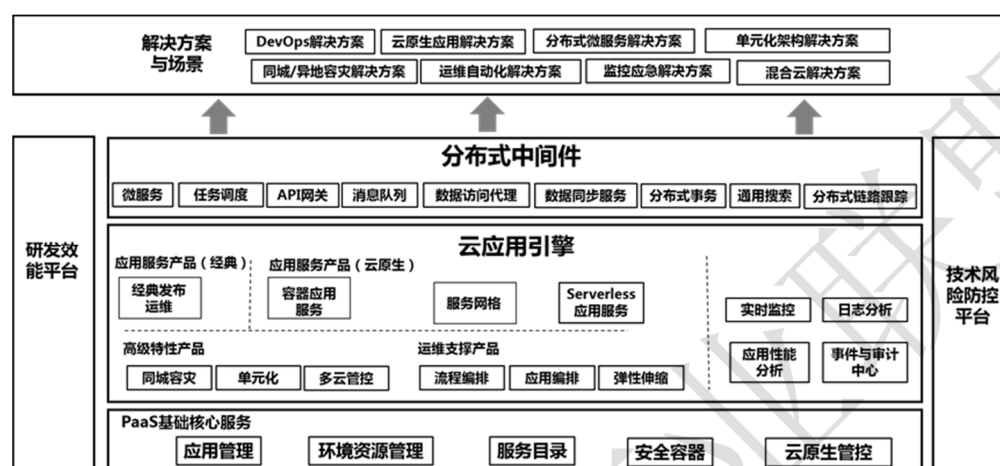 解决方案
与场景
DevOps解决方案
云原生应用解决方案
分布式微服务解决方案
单元化架构解决方案
同城/异地容灾解决方案
运维自动化解决方案
监控应急解决方案
混合云解决方案
研发效
能平台
分布式中间件
微服务
任务调度
API网关
消息队列
数据访问代理
数据同步服务
分布式事务
通用搜索
分布式链路跟踪
云应用引擎
应用服务产品（经典）
应用服务产品（云原生）
经典发布
运维
容器应用
服务
服务网格
Serverless
应用服务
高级特性产品
运维支撑产品
同城容灾
单元化
多云管控
流程编排
应用编排
弹性伸缩
实时监控
日志分析
应用性能
分析
事件与审计
中心
技术风
险防控
平台
PaaS基础核心服务
应用管理
环境资源管理
服务目录
安全容器
云原生管控
业联